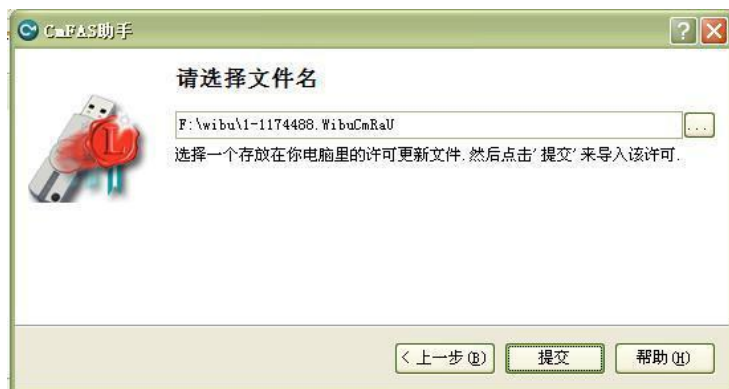 CmFAS助手
请选择文件名
F:\wibu\1-1174488.WibuCmRaU
...
选择一个存放在你电脑里的许可更新文件.然后点击'提交'来导入该许可.
L
< 上一步(B)
提交
帮助(H)